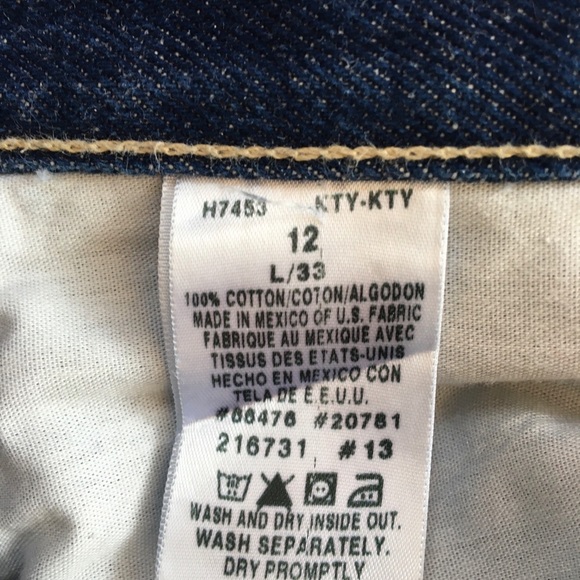 H7453 KTY-KTY
12
L/33
100% COTTON/COTON/ALGODON
MADE IN MEXICO OF U.S. FABRIC
FABRIQUE AU MEXIQUE AVEC
TISSUS DES ETATS-UNIS
HECHO EN MEXICO CON
TELA DE E.E.U.U.
#86476 #20781
216731 #13
WASH AND DRY INSIDE OUT.
WASH SEPARATELY.
DRY PROMPTLY